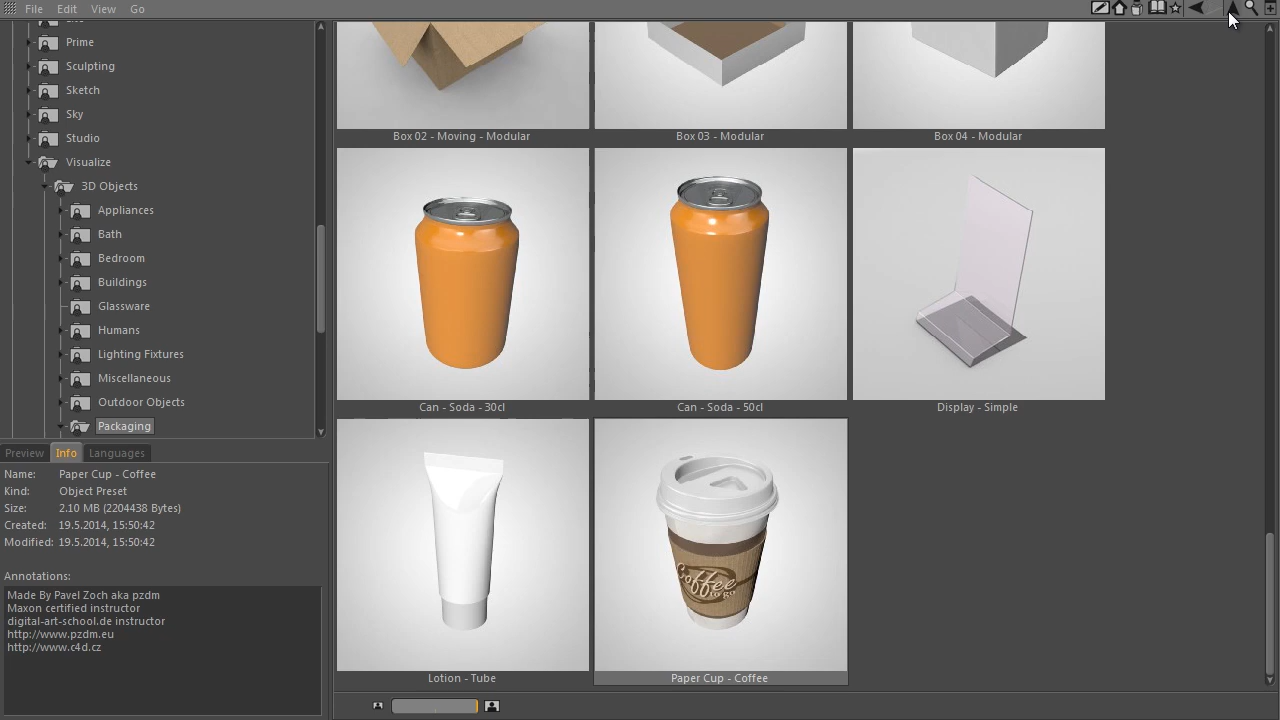 File Edit View Go
Prime
Sculpting
Sketch
Sky
Studio
Visualize
3D Objects
Appliances
Bath
Bedroom
Buildings
Glassware
Humans
Lighting Fixtures
Miscellaneous
Outdoor Objects
Packaging
Preview Info Languages
Name: Paper Cup - Coffee
Kind: Object Preset
Size: 2.10 MB (2204438 Bytes)
Created: 19.5.2014, 15:50:42
Modified: 19.5.2014, 15:50:42
Annotations:
Made By Pavel Zoch aka pzdm
Maxon certified instructor
digital-art-school.de instructor
http://www.pzdm.eu
http://www.c4d.cz
Box 02 - Moving - Modular
Box 03 - Modular
Box 04 - Modular
Can - Soda - 30cl
Can - Soda - 50cl
Display - Simple
Coffee
to go
Lotion - Tube
Paper Cup - Coffee